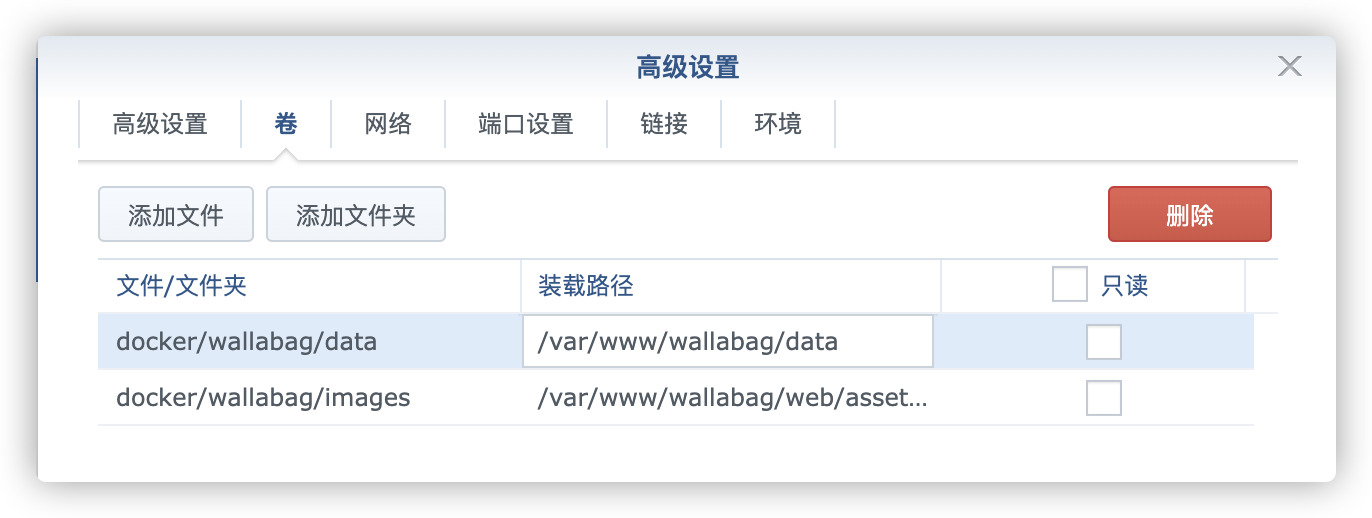 高级设置
高级设置 卷 网络 端口设置 链接 环境
添加文件 添加文件夹 删除
文件/文件夹 装载路径 只读
docker/wallabag/data /var/www/wallabag/data
docker/wallabag/images /var/www/wallabag/web/asset...